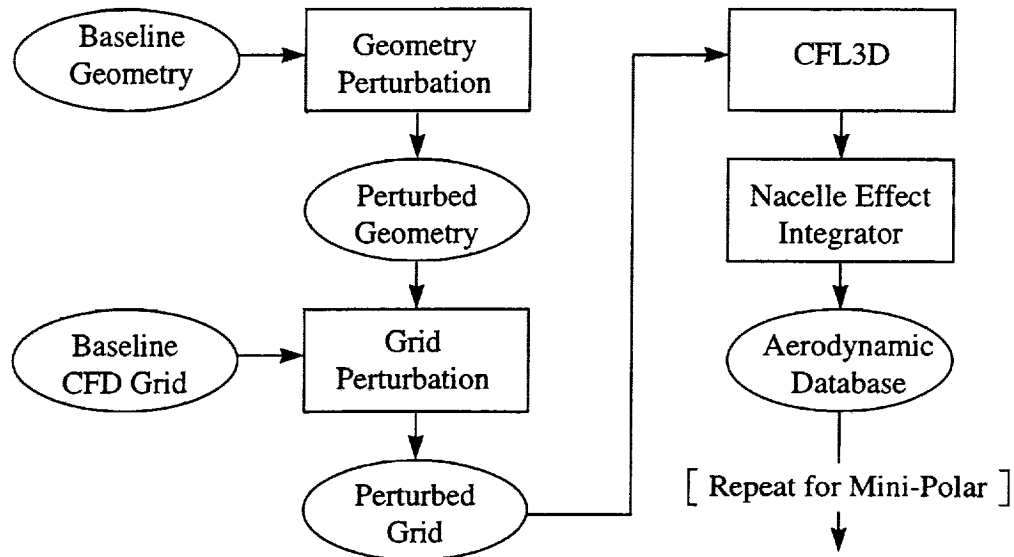 Baseline
Geometry
Geometry
Perturbation
Perturbed
Geometry
Baseline
CFD Grid
Grid
Perturbation
Perturbed
Grid
CFL3D
Nacelle Effect
Integrator
Aerodynamic
Database
[ Repeat for Mini-Polar ]